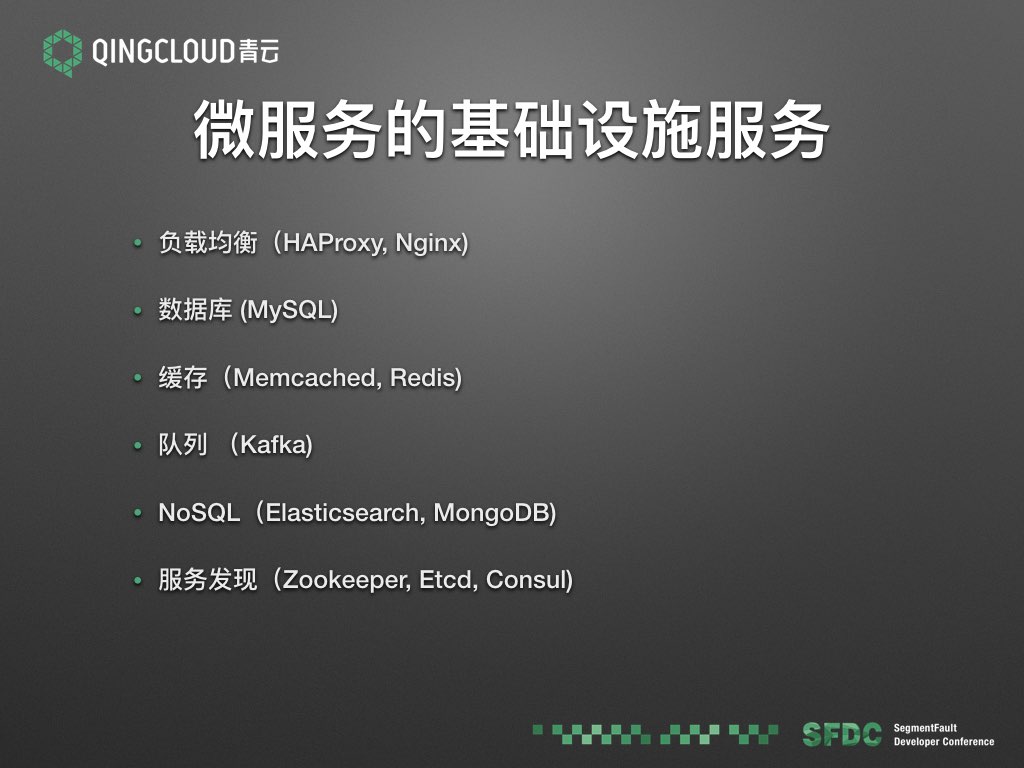 QINGCLOUD青云
微服务的基础设施服务
• 负载均衡（HAProxy, Nginx)
• 数据库 (MySQL)
• 缓存（Memcached, Redis)
• 队列 （Kafka)
• NoSQL（Elasticsearch, MongoDB)
• 服务发现（Zookeeper, Etcd, Consul)
SFDC
SegmentFault
Developer Conference